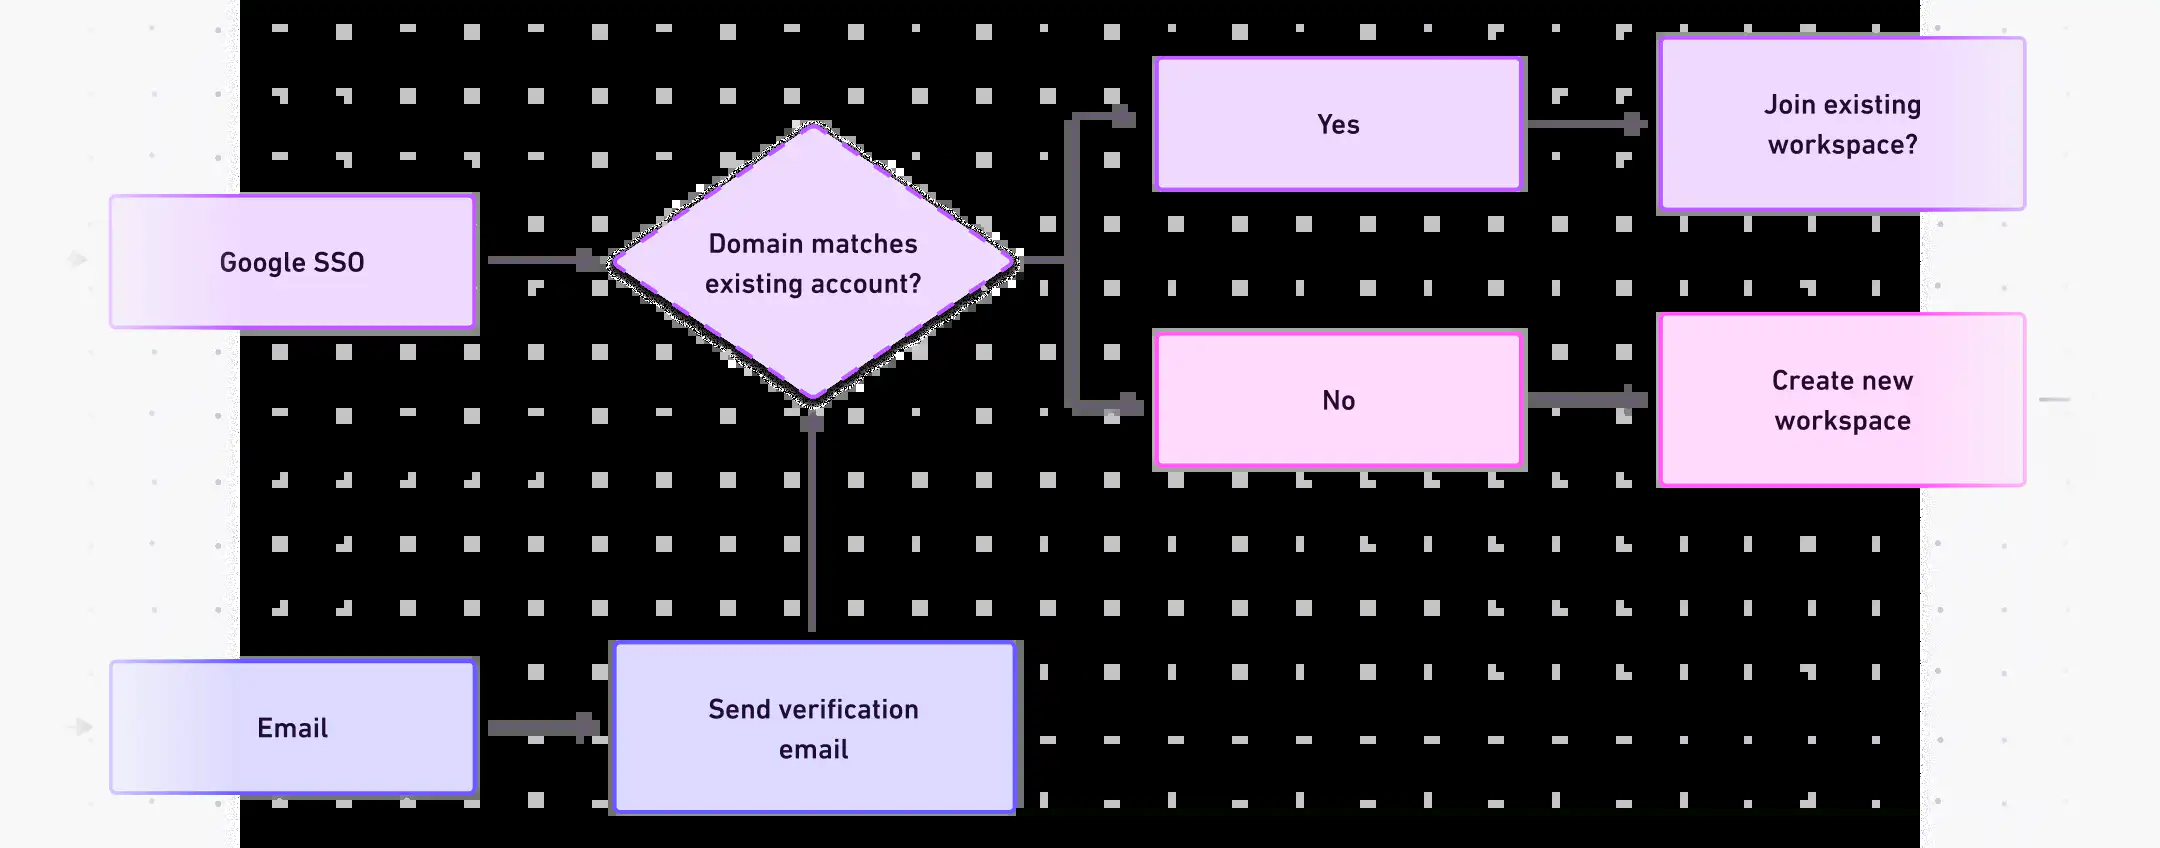 Google SSO
Domain matches
existing account?
Yes
Join existing
workspace?
No
Create new
workspace
Email
Send verification
email